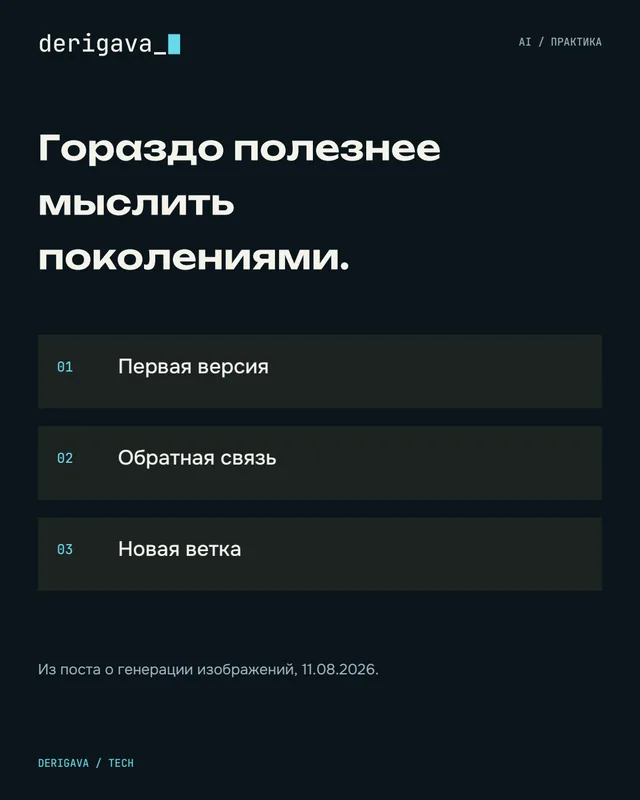 derigava_
AI / ПРАКТИКА
Гораздо полезнее
мыслить
поколениями.
01 Первая версия
02 Обратная связь
03 Новая ветка
Из поста о генерации изображений, 11.08.2026.
DERIGAVA / TECH